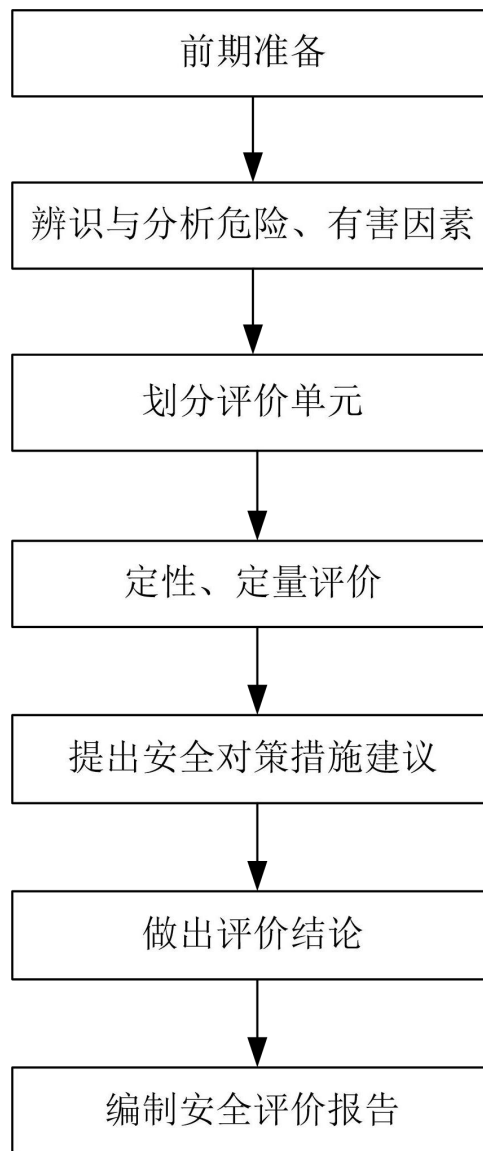 前期准备
辨识与分析危险、有害因素
划分评价单元
定性、定量评价
提出安全对策措施建议
做出评价结论
编制安全评价报告